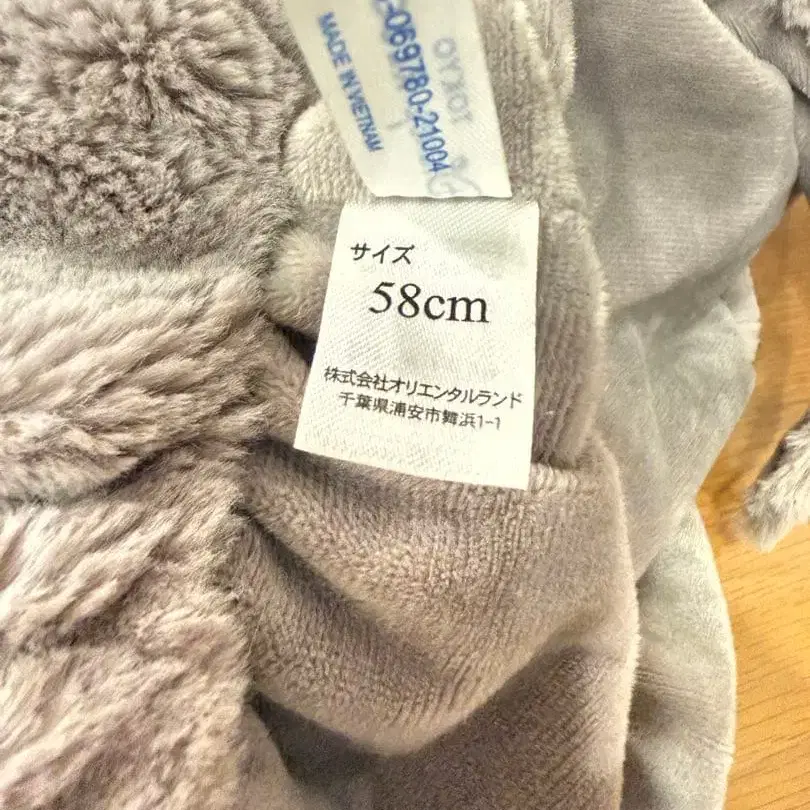 -069780-21004
MADE IN VIETNAM
サイズ
58cm
株式会社オリエンタルランド
千葉県浦安市舞浜1-1